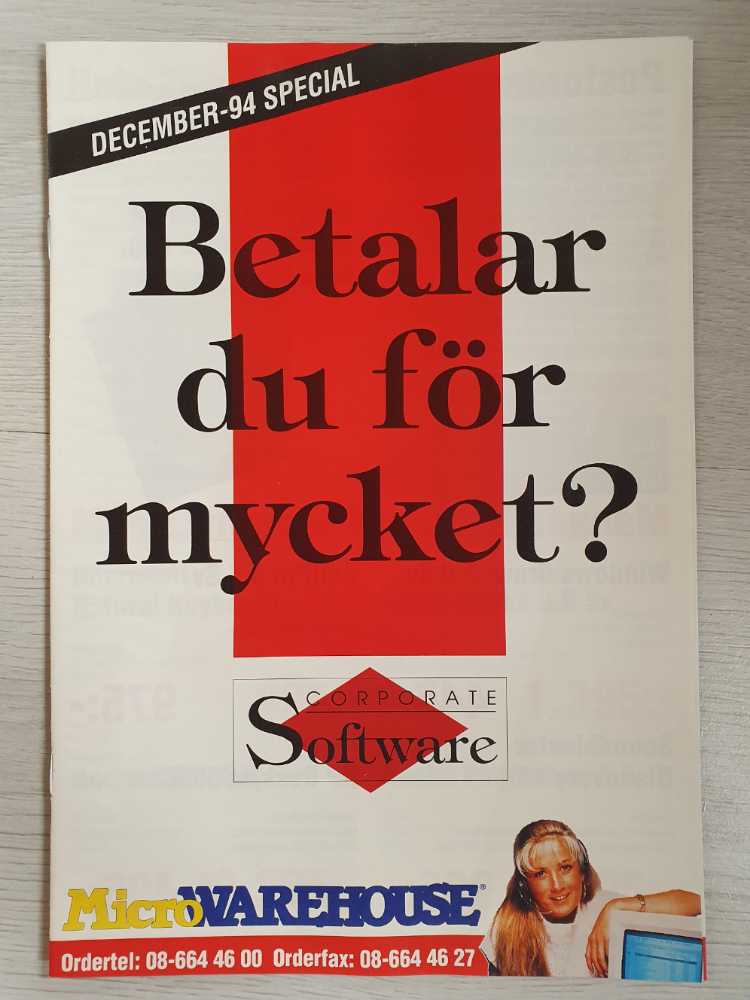 DECEMBER-94 SPECIAL
Betalar
du för
mycket?
CORPORATE
Software
MicroWAREHOUSE®
Ordertel: 08-664 46 00 Orderfax: 08-664 46 27